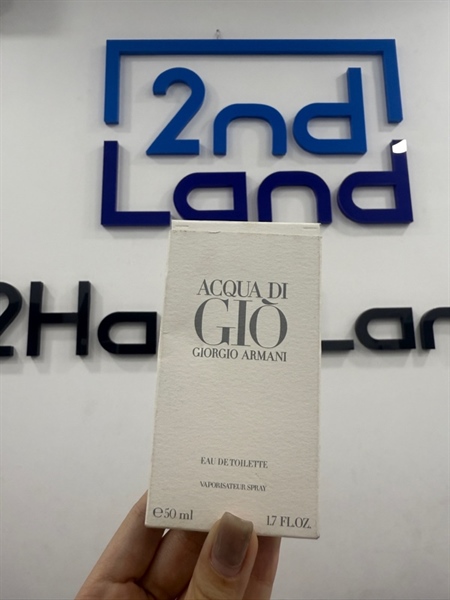 2nd
Land
ACQUA DI
GIÒ
GIORGIO ARMANI
EAU DE TOILETTE
VAPORISATEUR SPRAY
℮50 ml 1.7 FL.OZ.